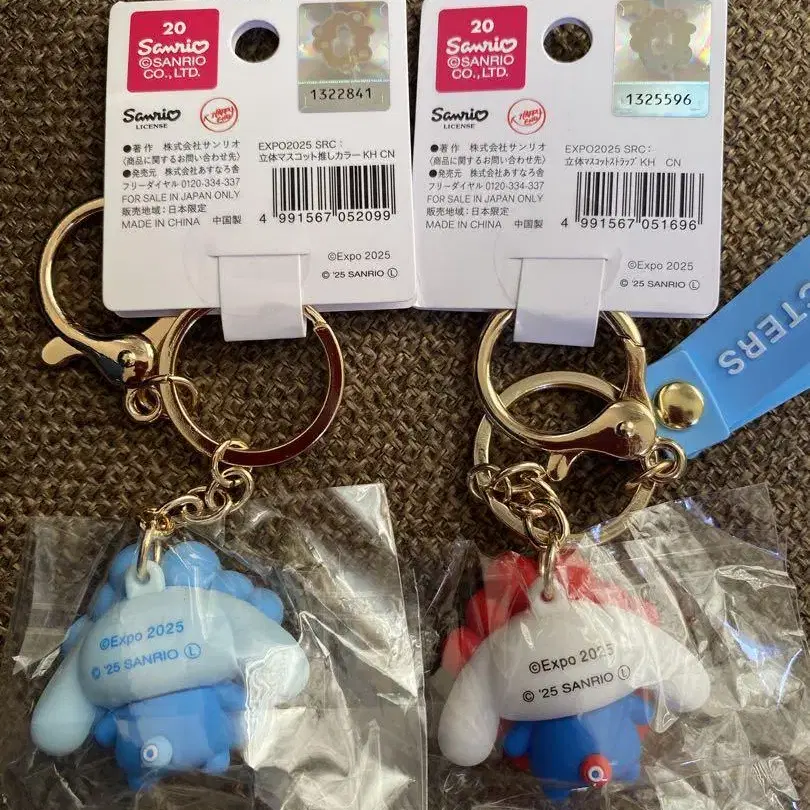 20
Sanrio
©SANRIO
CO.,LTD.
1322841
Sanrio
LICENSE
●著作 株式会社サンリオ
(商品に関するお問い合わせ先)
●発売元 株式会社あすなろ舎
フリーダイヤル 0120-334-337
FOR SALE IN JAPAN ONLY
販売地域:日本限定
MADE IN CHINA 中国製
EXPO2025 SRC:
立体マスコット推しカラー KH CN
4 991567 052099
©Expo 2025
© '25 SANRIO Ⓛ
20
Sanrio
©SANRIO
CO.,LTD.
1325596
Sanrio
LICENSE
●著作 株式会社サンリオ
(商品に関するお問い合わせ先)
●発売元 株式会社あすなろ舎
フリーダイヤル 0120-334-337
FOR SALE IN JAPAN ONLY
販売地域:日本限定
MADE IN CHINA 中国製
EXPO2025 SRC:
立体マスコットストラップ KH CN
4 991567 051696
©Expo 2025
© '25 SANRIO Ⓛ
CTERS
©Expo 2025
© '25 SANRIO Ⓛ
©Expo 2025
© '25 SANRIO Ⓛ